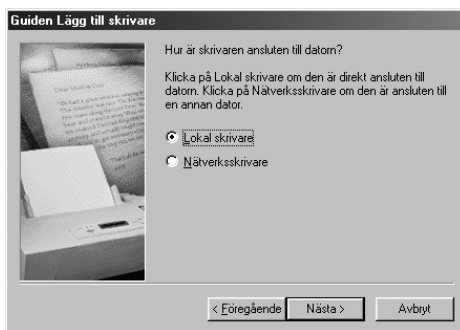 Guiden Lägg till skrivare
Hur är skrivaren ansluten till datorn?
Klicka på Lokal skrivare om den är direkt ansluten till
datorn. Klicka på Nätverksskrivare om den är ansluten till
en annan dator.
Lokal skrivare
Nätverksskrivare
< Föregående
Nästa >
Avbryt